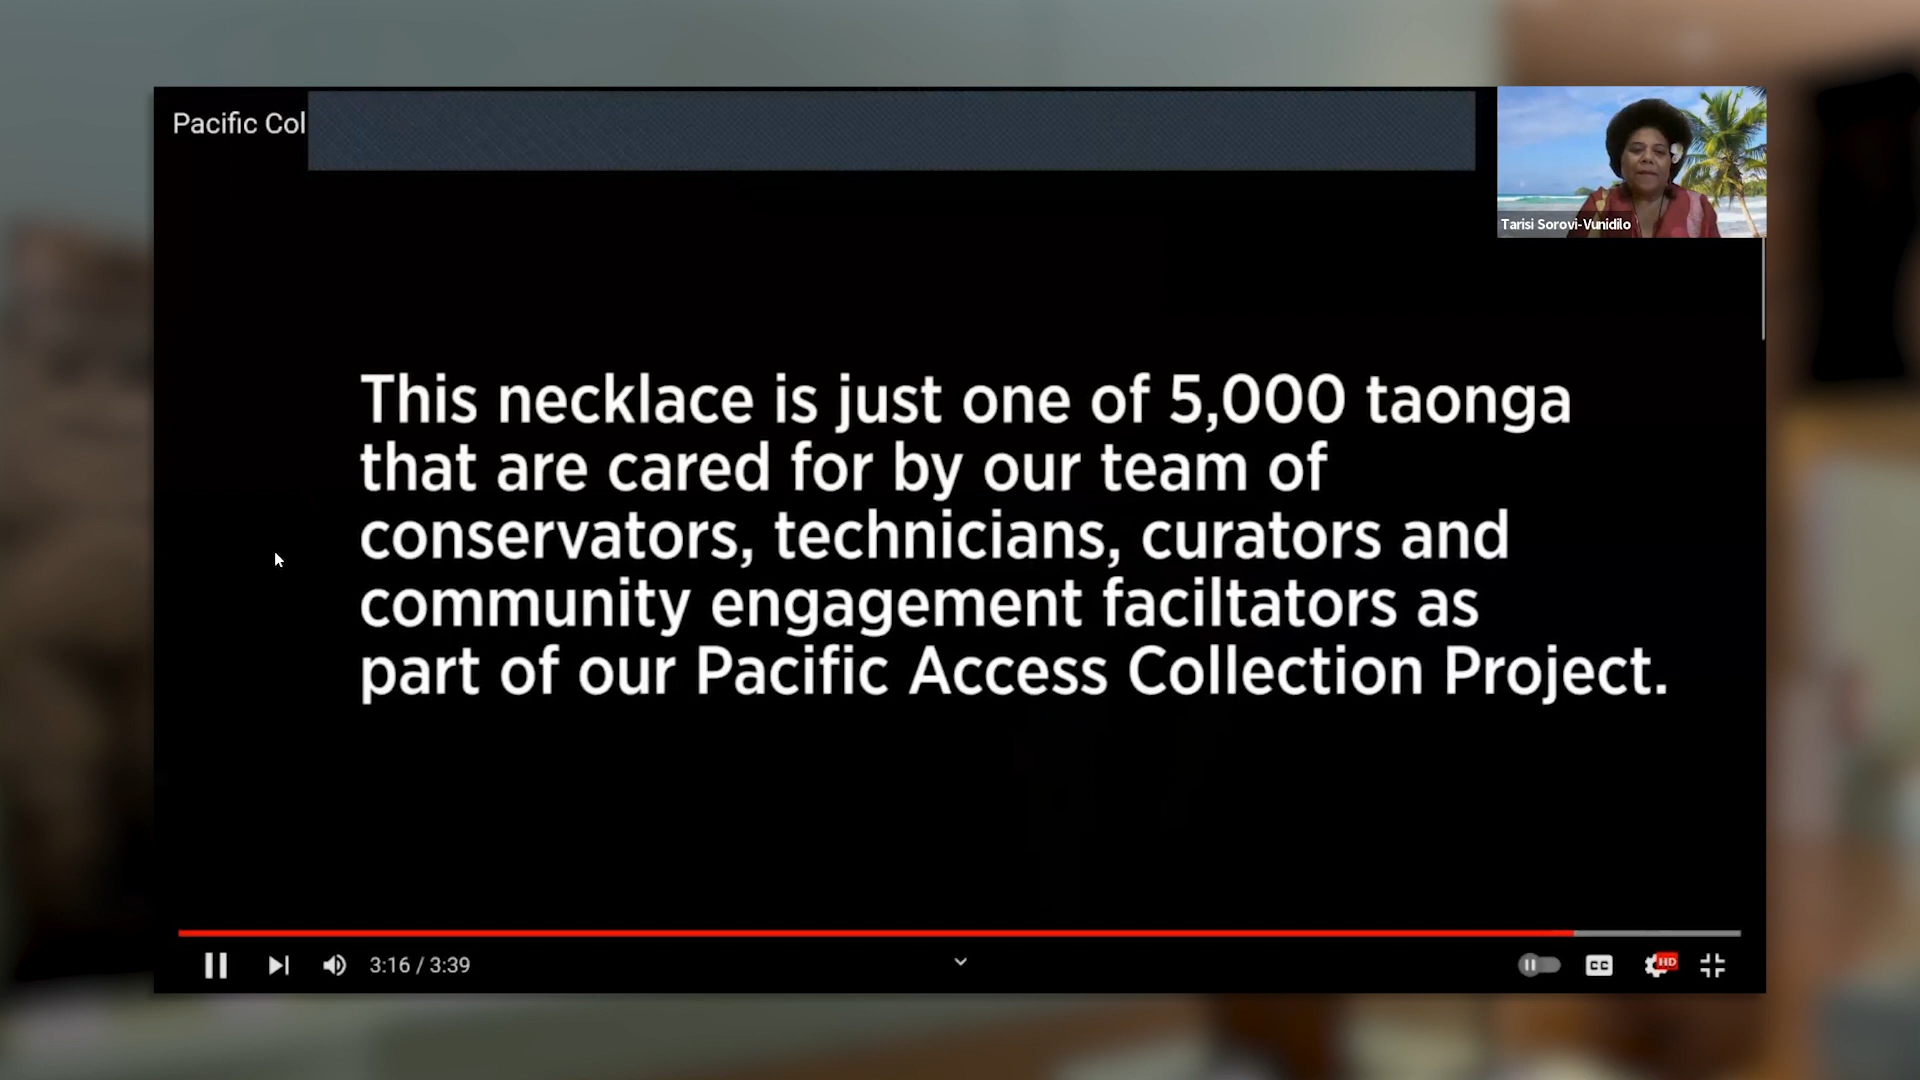 Pacific Col
Tarisi Sorovi-Vunidilo
This necklace is just one of 5,000 taonga
that are cared for by our team of
conservators, technicians, curators and
community engagement faciltators as
part of our Pacific Access Collection Project.
3:16 / 3:39
CC
HD